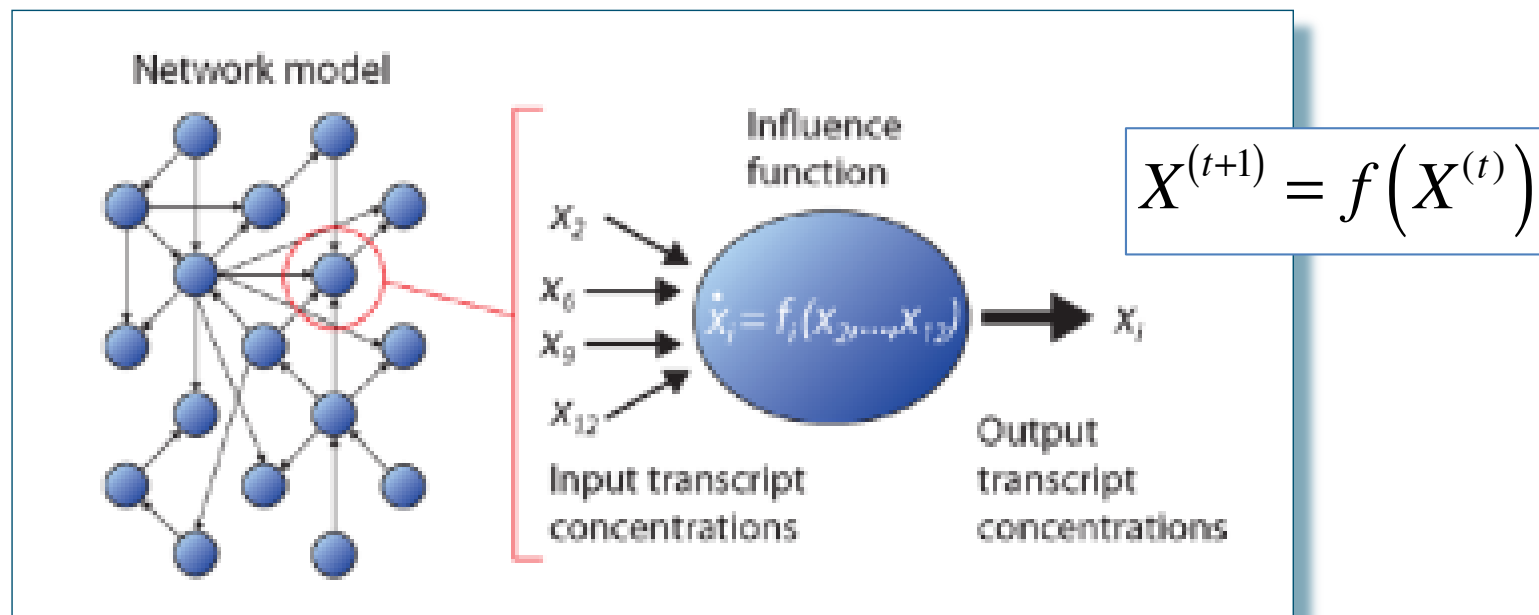 Network model
Influence
function
X^(t+1) = f(X^(t))
x_2
x_6
x_9
x_12
ẋ_i = f_i(x_2,...,x_12)
x_i
Input transcript
concentrations
Output
transcript
concentrations